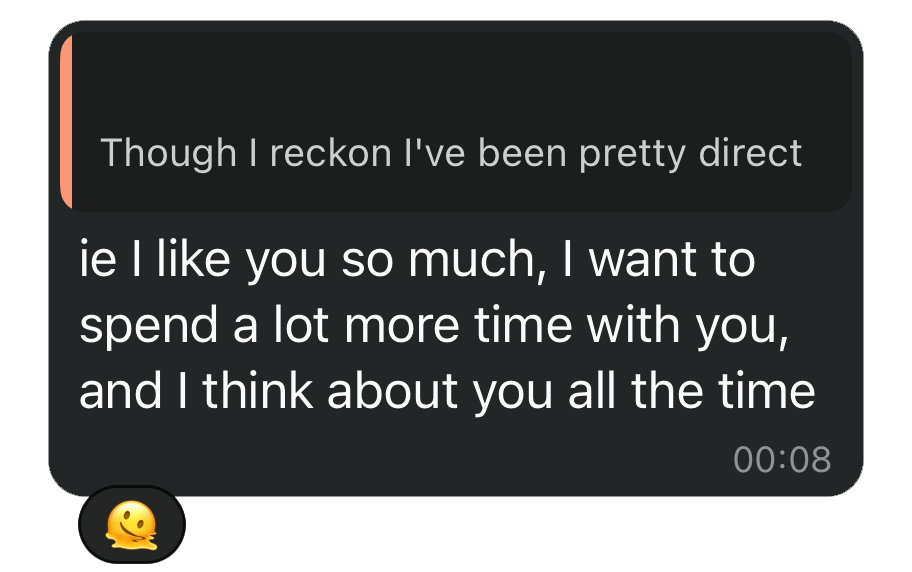 Though I reckon I've been pretty direct
ie I like you so much, I want to
spend a lot more time with you,
and I think about you all the time
00:08